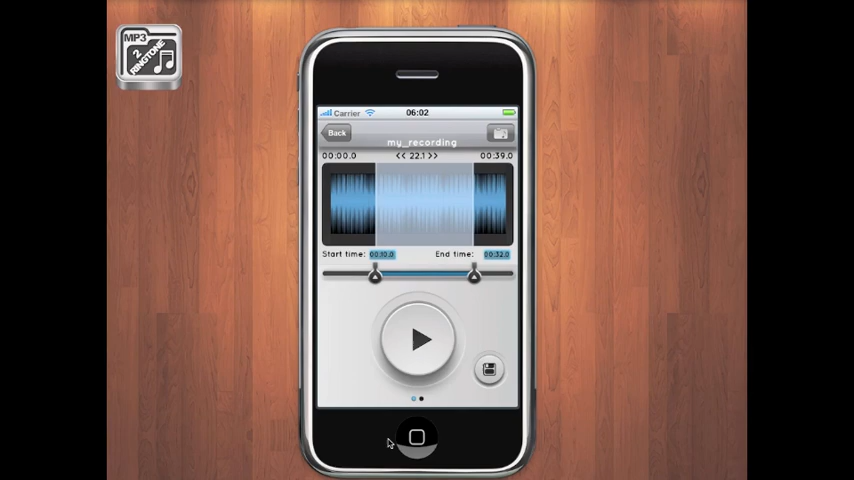 MP3
2
RINGTONE
Carrier 06:02
Back
my_recording
00:00.0 << 22.1 >> 00:39.0
Start time: 00:10.0 End time: 00:32.0